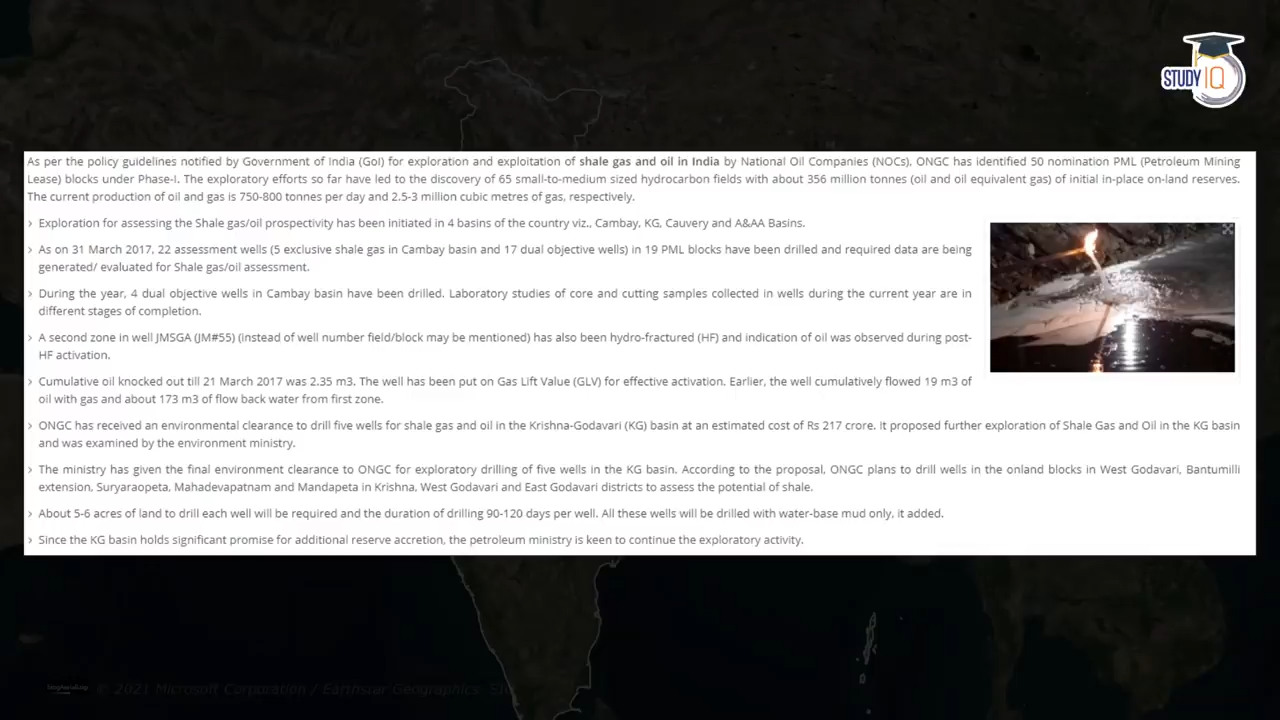 STUDY IQ
As per the policy guidelines notified by Government of India (GoI) for exploration and exploitation of shale gas and oil in India by National Oil Companies (NOCs). ONGC has identified 50 nomination PML (Petroleum Mining
Lease) blocks under Phase-I. The exploratory efforts so far have led to the discovery of 65 small-to-medium sized hydrocarbon fields with about 356 million tonnes (oil and oil equivalent gas) of initial in-place on-land reserves.
The current production of oil and gas is 750-800 tonnes per day and 2.5-3 million cubic metres of gas, respectively.
› Exploration for assessing the Shale gas/oil prospectivity has been initiated in 4 basins of the country viz., Cambay, KG, Cauvery and A&AA Basins.
› As on 31 March 2017, 22 assessment wells (5 exclusive shale gas in Cambay basin and 17 dual objective wells) in 19 PML blocks have been drilled and required data are being
generated/ evaluated for Shale gas/oil assessment.
› During the year, 4 dual objective wells in Cambay basin have been drilled. Laboratory studies of core and cutting samples collected in wells during the current year are in
different stages of completion.
› A second zone in well JMSGA (JM#55) (instead of well number field/block may be mentioned) has also been hydro-fractured (HF) and indication of oil was observed during post-
HF activation.
› Cumulative oil knocked out till 21 March 2017 was 2.35 m3. The well has been put on Gas Lift Value (GLV) for effective activation. Earlier, the well cumulatively flowed 19 m3 of
oil with gas and about 173 m3 of flow back water from first zone.
› ONGC has received an environmental clearance to drill five wells for shale gas and oil in the Krishna-Godavari (KG) basin at an estimated cost of Rs 217 crore. It proposed further exploration of Shale Gas and Oil in the KG basin
and was examined by the environment ministry.
› The ministry has given the final environment clearance to ONGC for exploratory drilling of five wells in the KG basin. According to the proposal, ONGC plans to drill wells in the onland blocks in West Godavari, Bantumilli
extension, Suryaraopeta, Mahadevapatnam and Mandapeta in Krishna, West Godavari and East Godavari districts to assess the potential of shale.
› About 5-6 acres of land to drill each well will be required and the duration of drilling 90-120 days per well. All these wells will be drilled with water-base mud only, it added.
› Since the KG basin holds significant promise for additional reserve accretion, the petroleum ministry is keen to continue the exploratory activity.
© 2021 Microsoft Corporation / Earthstar Geographics